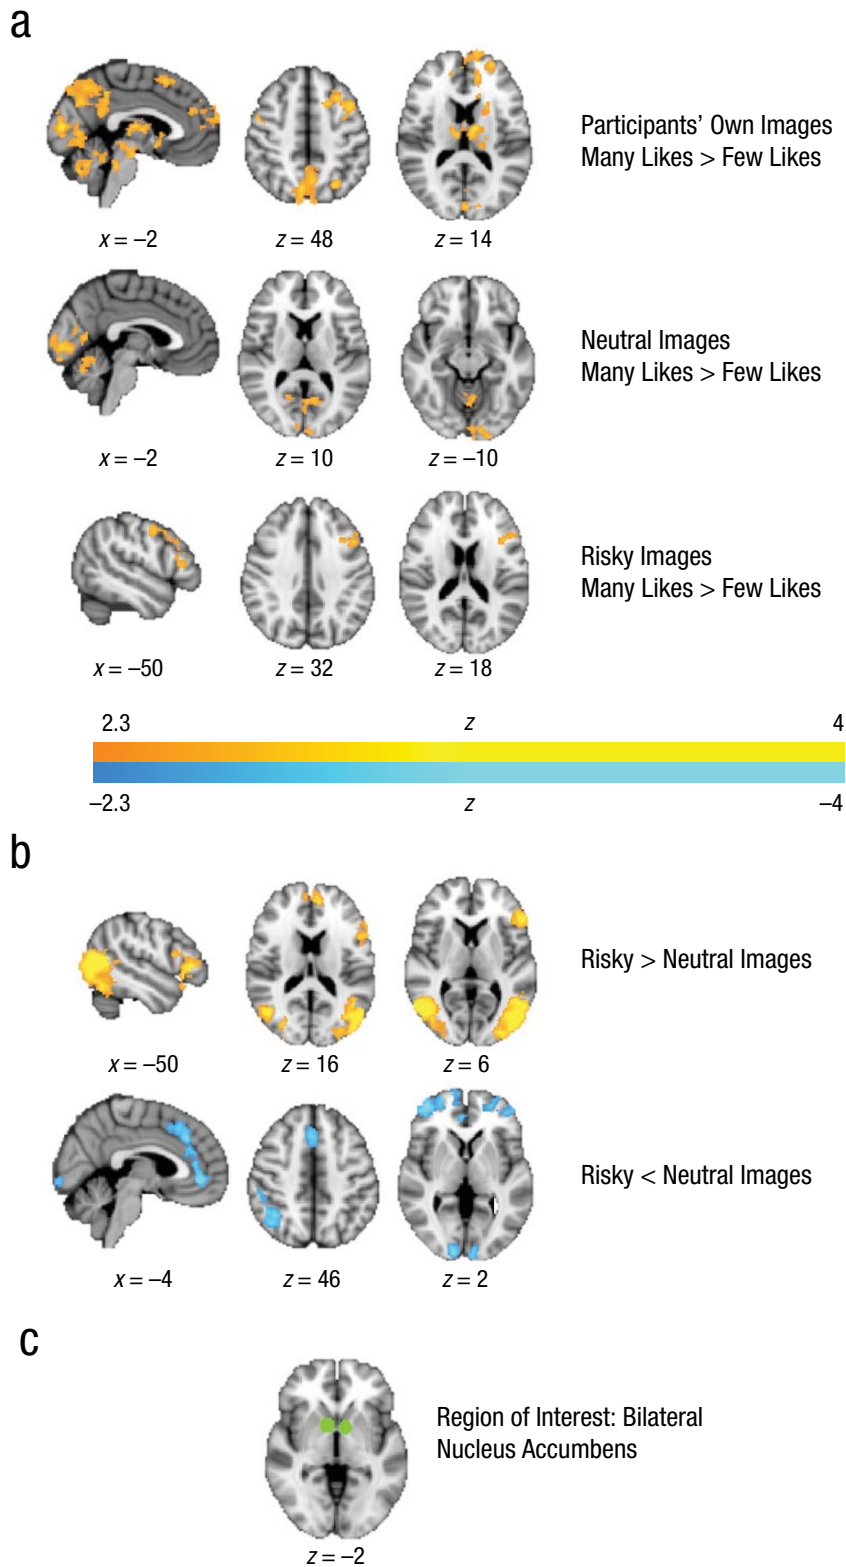 a
Participants’ Own Images
Many Likes > Few Likes
x = –2
z = 48
z = 14
Neutral Images
Many Likes > Few Likes
x = –2
z = 10
z = –10
Risky Images
Many Likes > Few Likes
x = –50
z = 32
z = 18
2.3 z 4
–2.3 z –4
b
Risky > Neutral Images
x = –50
z = 16
z = 6
Risky < Neutral Images
x = –4
z = 46
z = 2
c
Region of Interest: Bilateral
Nucleus Accumbens
z = –2